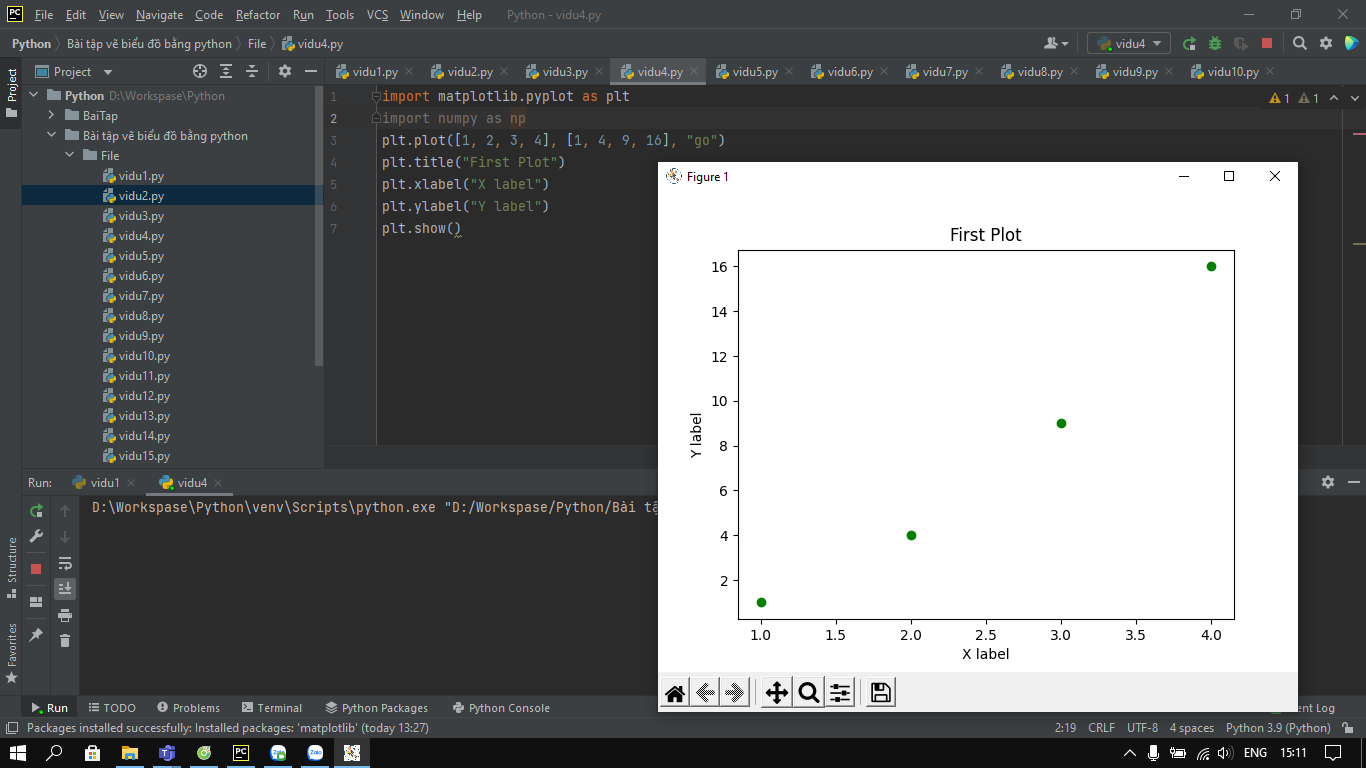 PC File Edit View Navigate Code Refactor Run Tools VCS Window Help Python - vidu4.py
Python Bài tập vẽ biểu đồ bằng python File vidu4.py vidu4
Project vidu1.py vidu2.py vidu3.py vidu4.py vidu5.py vidu6.py vidu7.py vidu8.py vidu9.py vidu10.py
Project
Python D:\Workspase\Python
BaiTap
Bài tập vẽ biểu đồ bằng python
File
vidu1.py
vidu2.py
vidu3.py
vidu4.py
vidu5.py
vidu6.py
vidu7.py
vidu8.py
vidu9.py
vidu10.py
vidu11.py
vidu12.py
vidu13.py
vidu14.py
vidu15.py
1 import matplotlib.pyplot as plt
2 import numpy as np
3 plt.plot([1, 2, 3, 4], [1, 4, 9, 16], "go")
4 plt.title("First Plot")
5 plt.xlabel("X label")
6 plt.ylabel("Y label")
7 plt.show()
1 1
Figure 1
First Plot
16
14
12
10
8
6
4
2
Y label
1.0 1.5 2.0 2.5 3.0 3.5 4.0
X label
Run: vidu1 vidu4
D:\Workspase\Python\venv\Scripts\python.exe "D:/Workspase/Python/Bài
Structure
Favorites
Run TODO Problems Terminal Python Packages Python Console Log
Packages installed successfully: Installed packages: 'matplotlib' (today 13:27) 2:19 CRLF UTF-8 4 spaces Python 3.9 (Python)
PC Zalo ENG 15:11